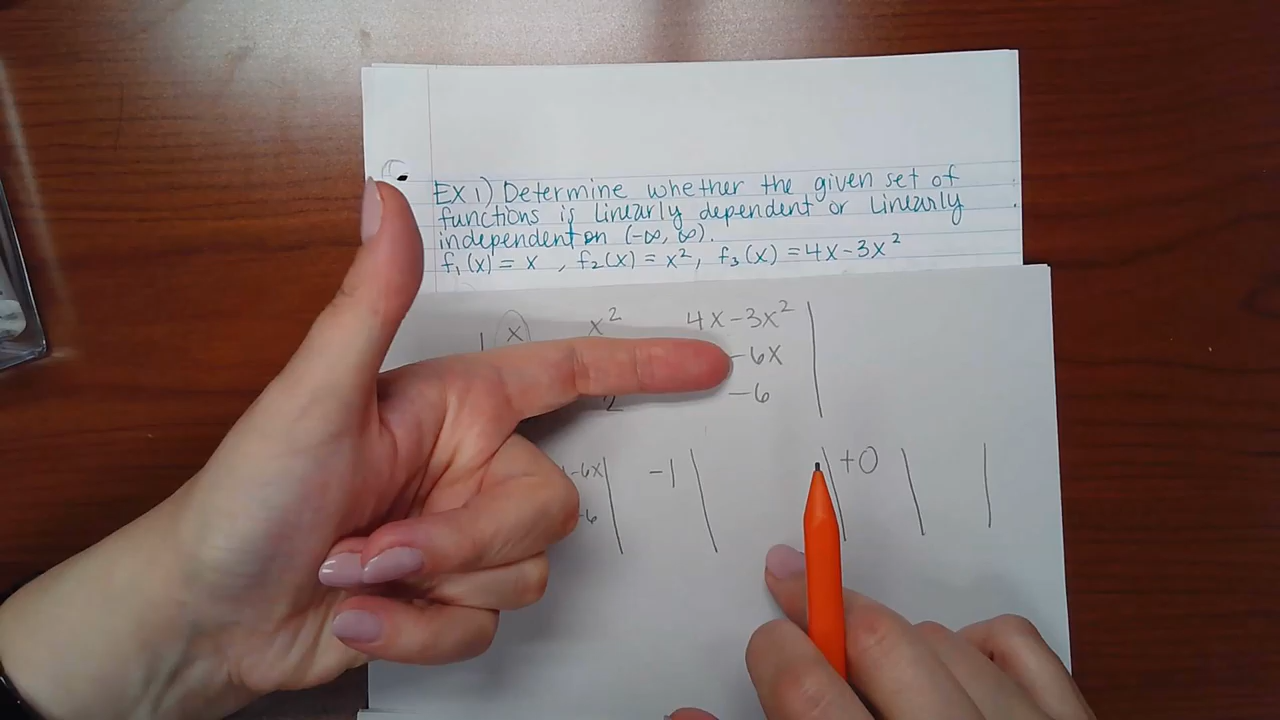 EX 1) Determine whether the given set of
functions is linearly dependent or linearly
independent on (-∞, ∞).
f₁(x) = x , f₂(x) = x², f₃(x) = 4x-3x²
| x x² 4x-3x² |
-6x
2 -6
-6x | -1 | | +0 | |
-6